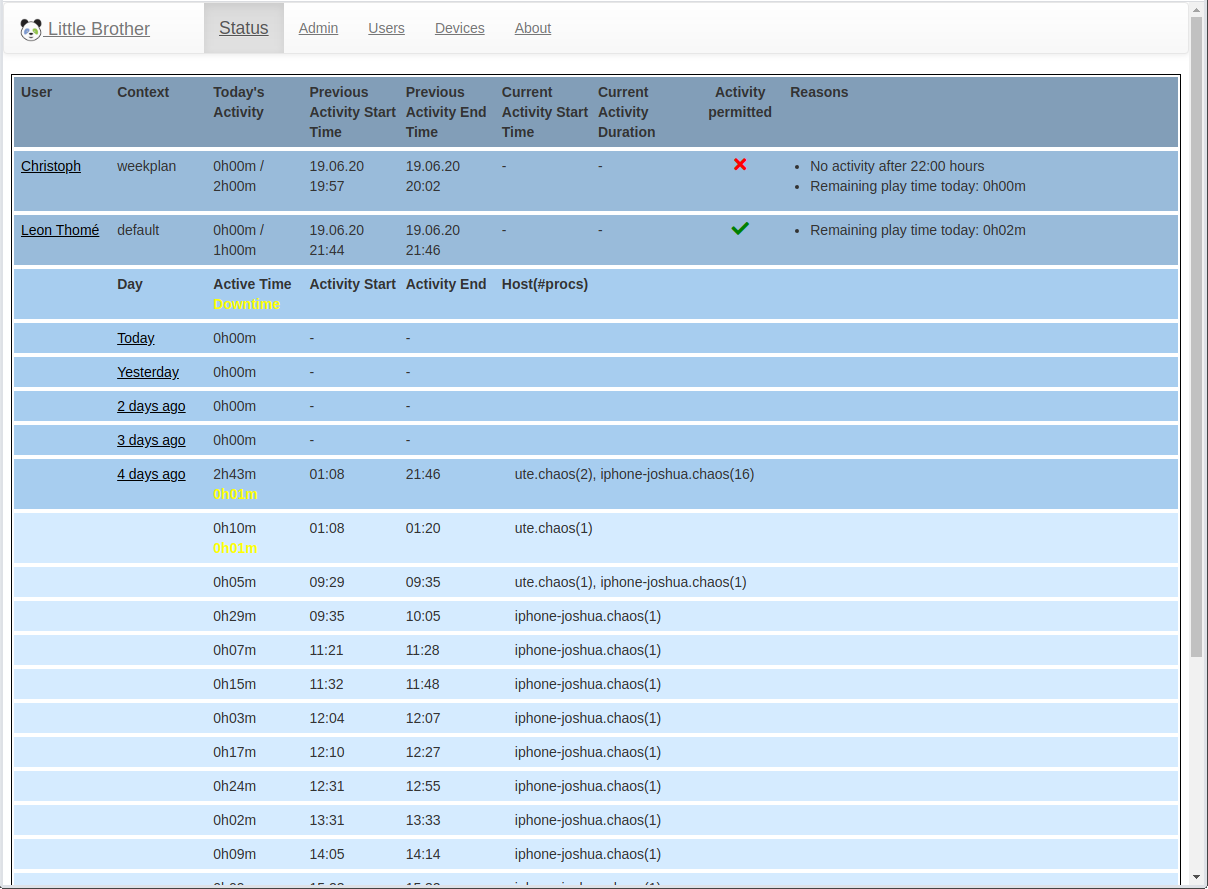 Little Brother Status Admin Users Devices About
User Context Today's Activity Previous Activity Start Time Previous Activity End Time Current Activity Start Time Current Activity Duration Activity permitted Reasons
Christoph weekplan 0h00m / 2h00m 19.06.20 19:57 19.06.20 20:02 - - • No activity after 22:00 hours
• Remaining play time today: 0h00m
Leon Thomé default 0h00m / 1h00m 19.06.20 21:44 19.06.20 21:46 - - • Remaining play time today: 0h02m
Day Active Time Downtime Activity Start Activity End Host(#procs)
Today 0h00m - -
Yesterday 0h00m - -
2 days ago 0h00m - -
3 days ago 0h00m - -
4 days ago 2h43m 0h01m 01:08 21:46 ute.chaos(2), iphone-joshua.chaos(16)
0h10m 0h01m 01:08 01:20 ute.chaos(1)
0h05m 09:29 09:35 ute.chaos(1), iphone-joshua.chaos(1)
0h29m 09:35 10:05 iphone-joshua.chaos(1)
0h07m 11:21 11:28 iphone-joshua.chaos(1)
0h15m 11:32 11:48 iphone-joshua.chaos(1)
0h03m 12:04 12:07 iphone-joshua.chaos(1)
0h17m 12:10 12:27 iphone-joshua.chaos(1)
0h24m 12:31 12:55 iphone-joshua.chaos(1)
0h02m 13:31 13:33 iphone-joshua.chaos(1)
0h09m 14:05 14:14 iphone-joshua.chaos(1)